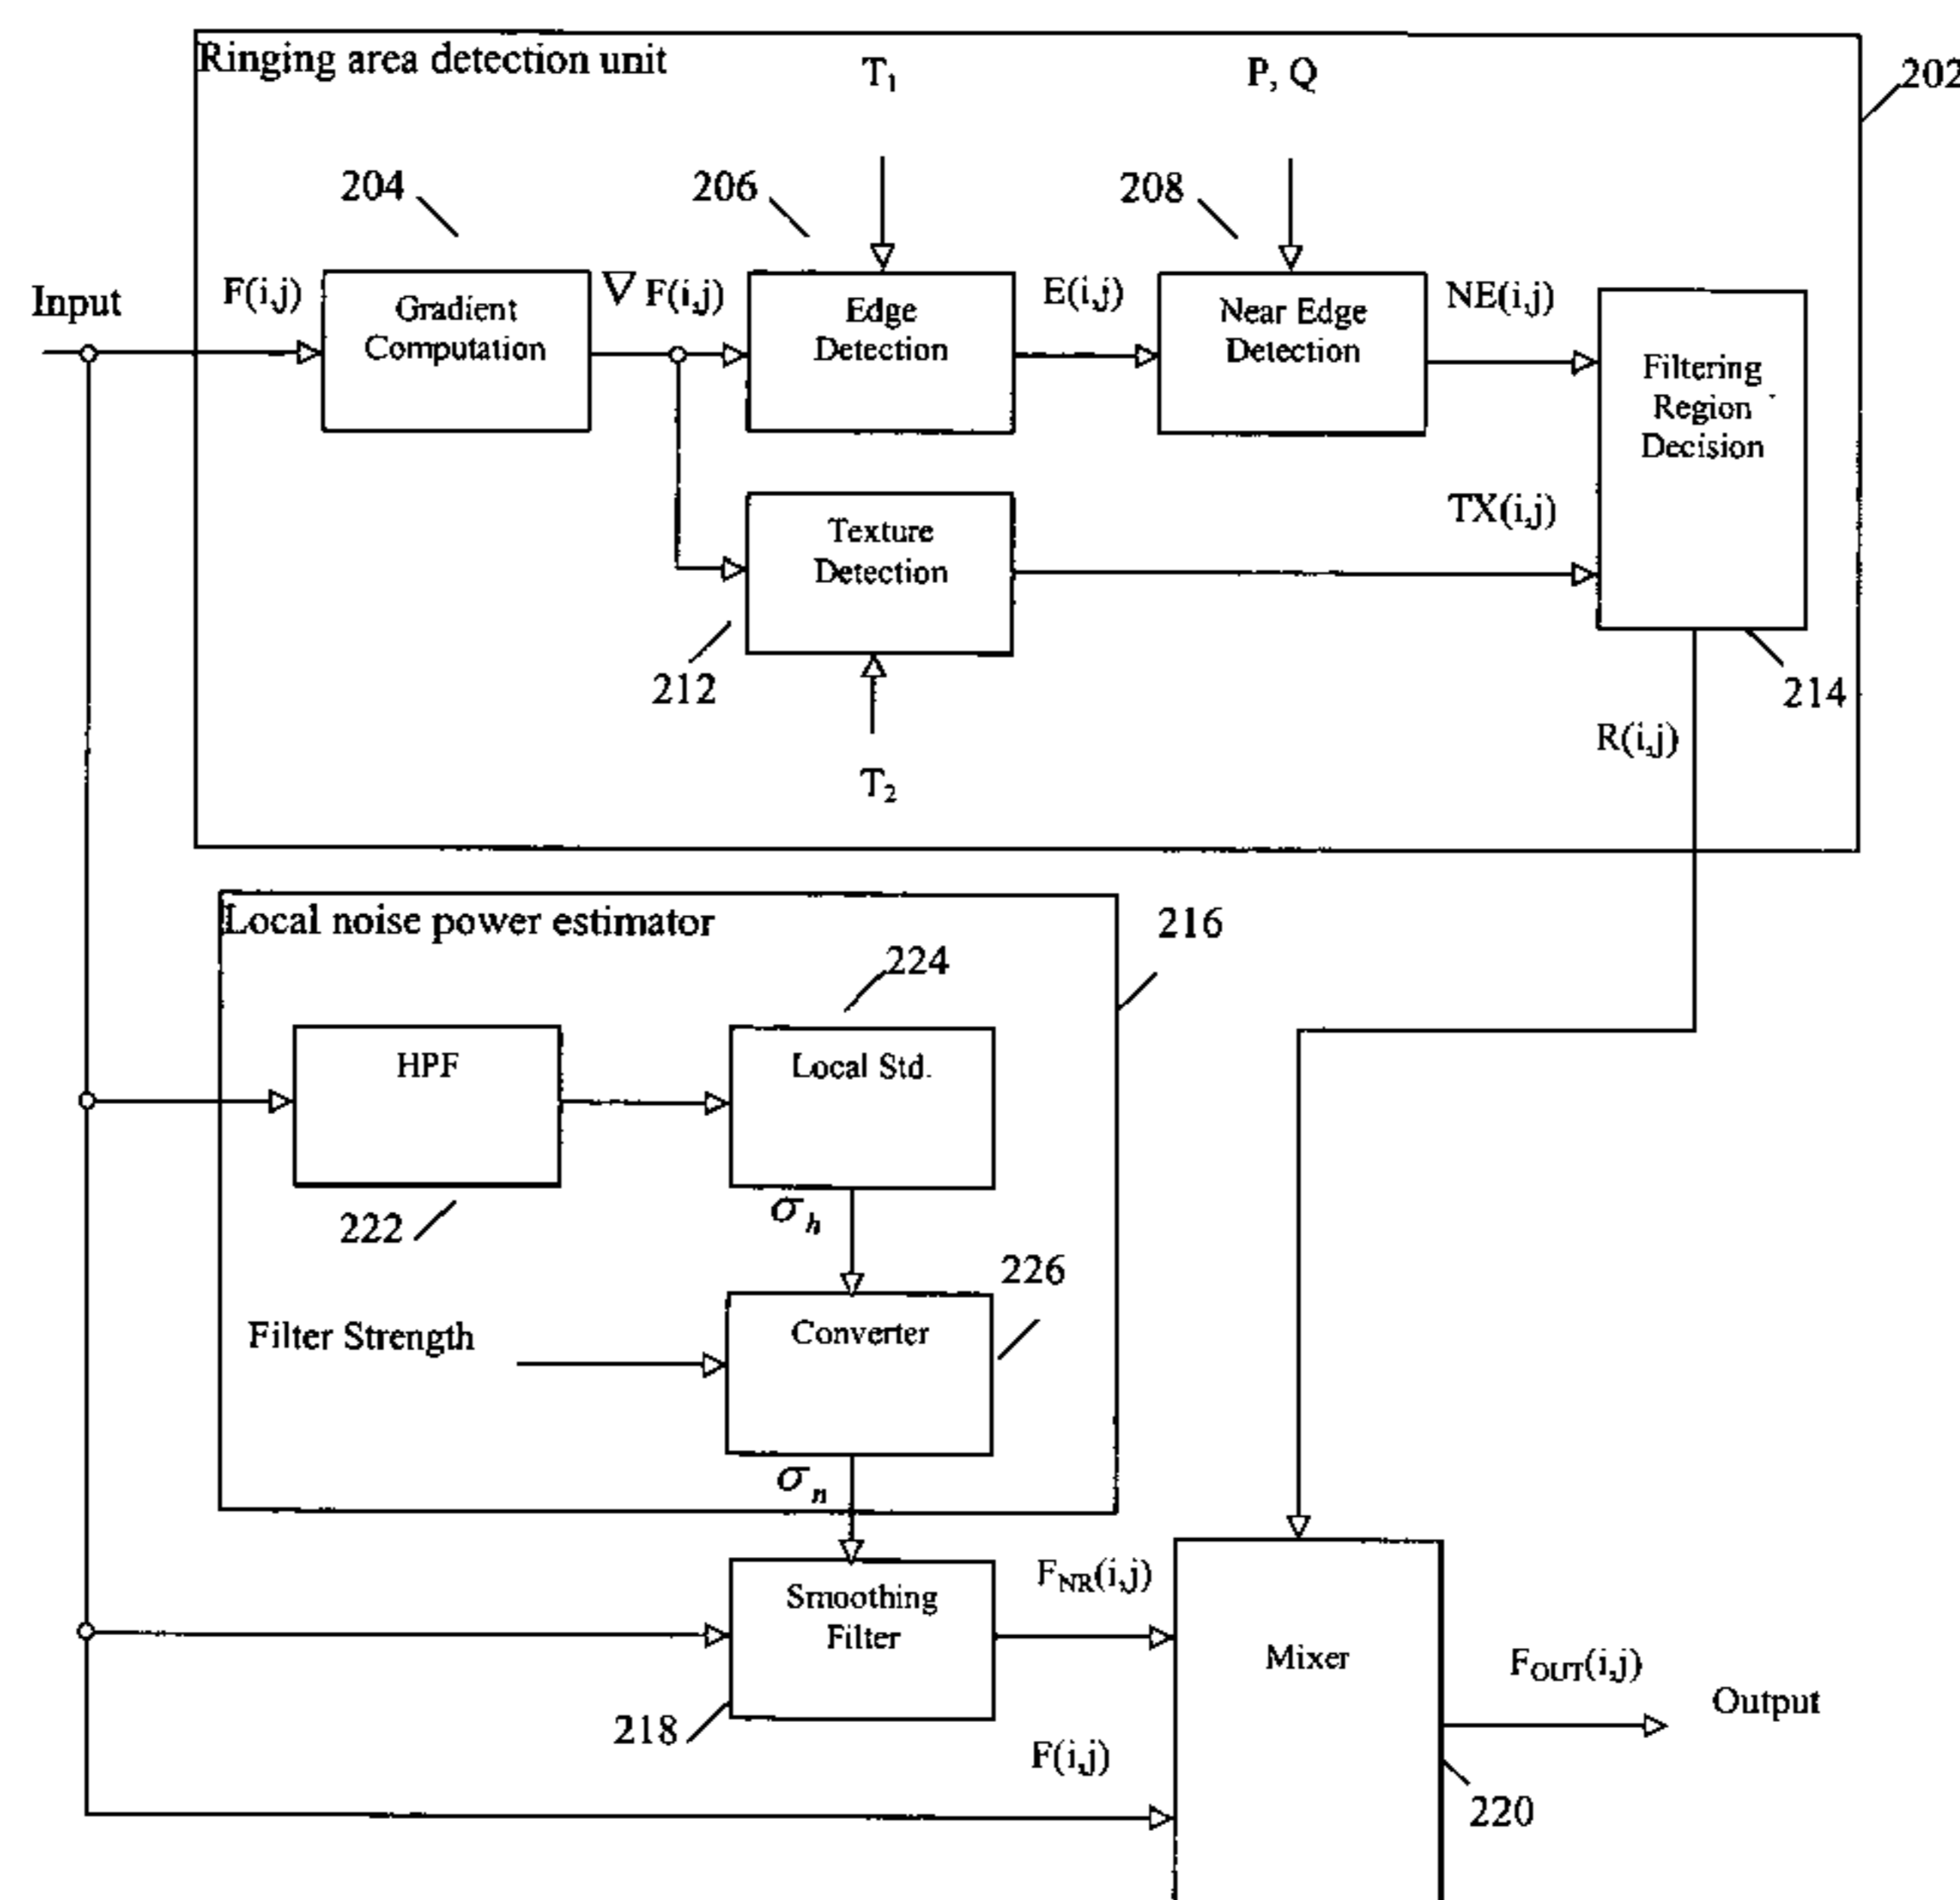 Ringing area detection unit
T₁
P, Q
202
204
206
208
Input
F(i,j)
Gradient
Computation
∇ F(i,j)
Edge
Detection
E(i,j)
Near Edge
Detection
NE(i,j)
Filtering
Region
Decision
TX(i,j)
Texture
Detection
212
T₂
214
R(i,j)
Local noise power estimator
216
224
HPF
Local Std.
222
σₕ
226
Filter Strength
Converter
σₙ
Smoothing
Filter
F_NR(i,j)
Mixer
218
F(i,j)
F_OUT(i,j)
Output
220